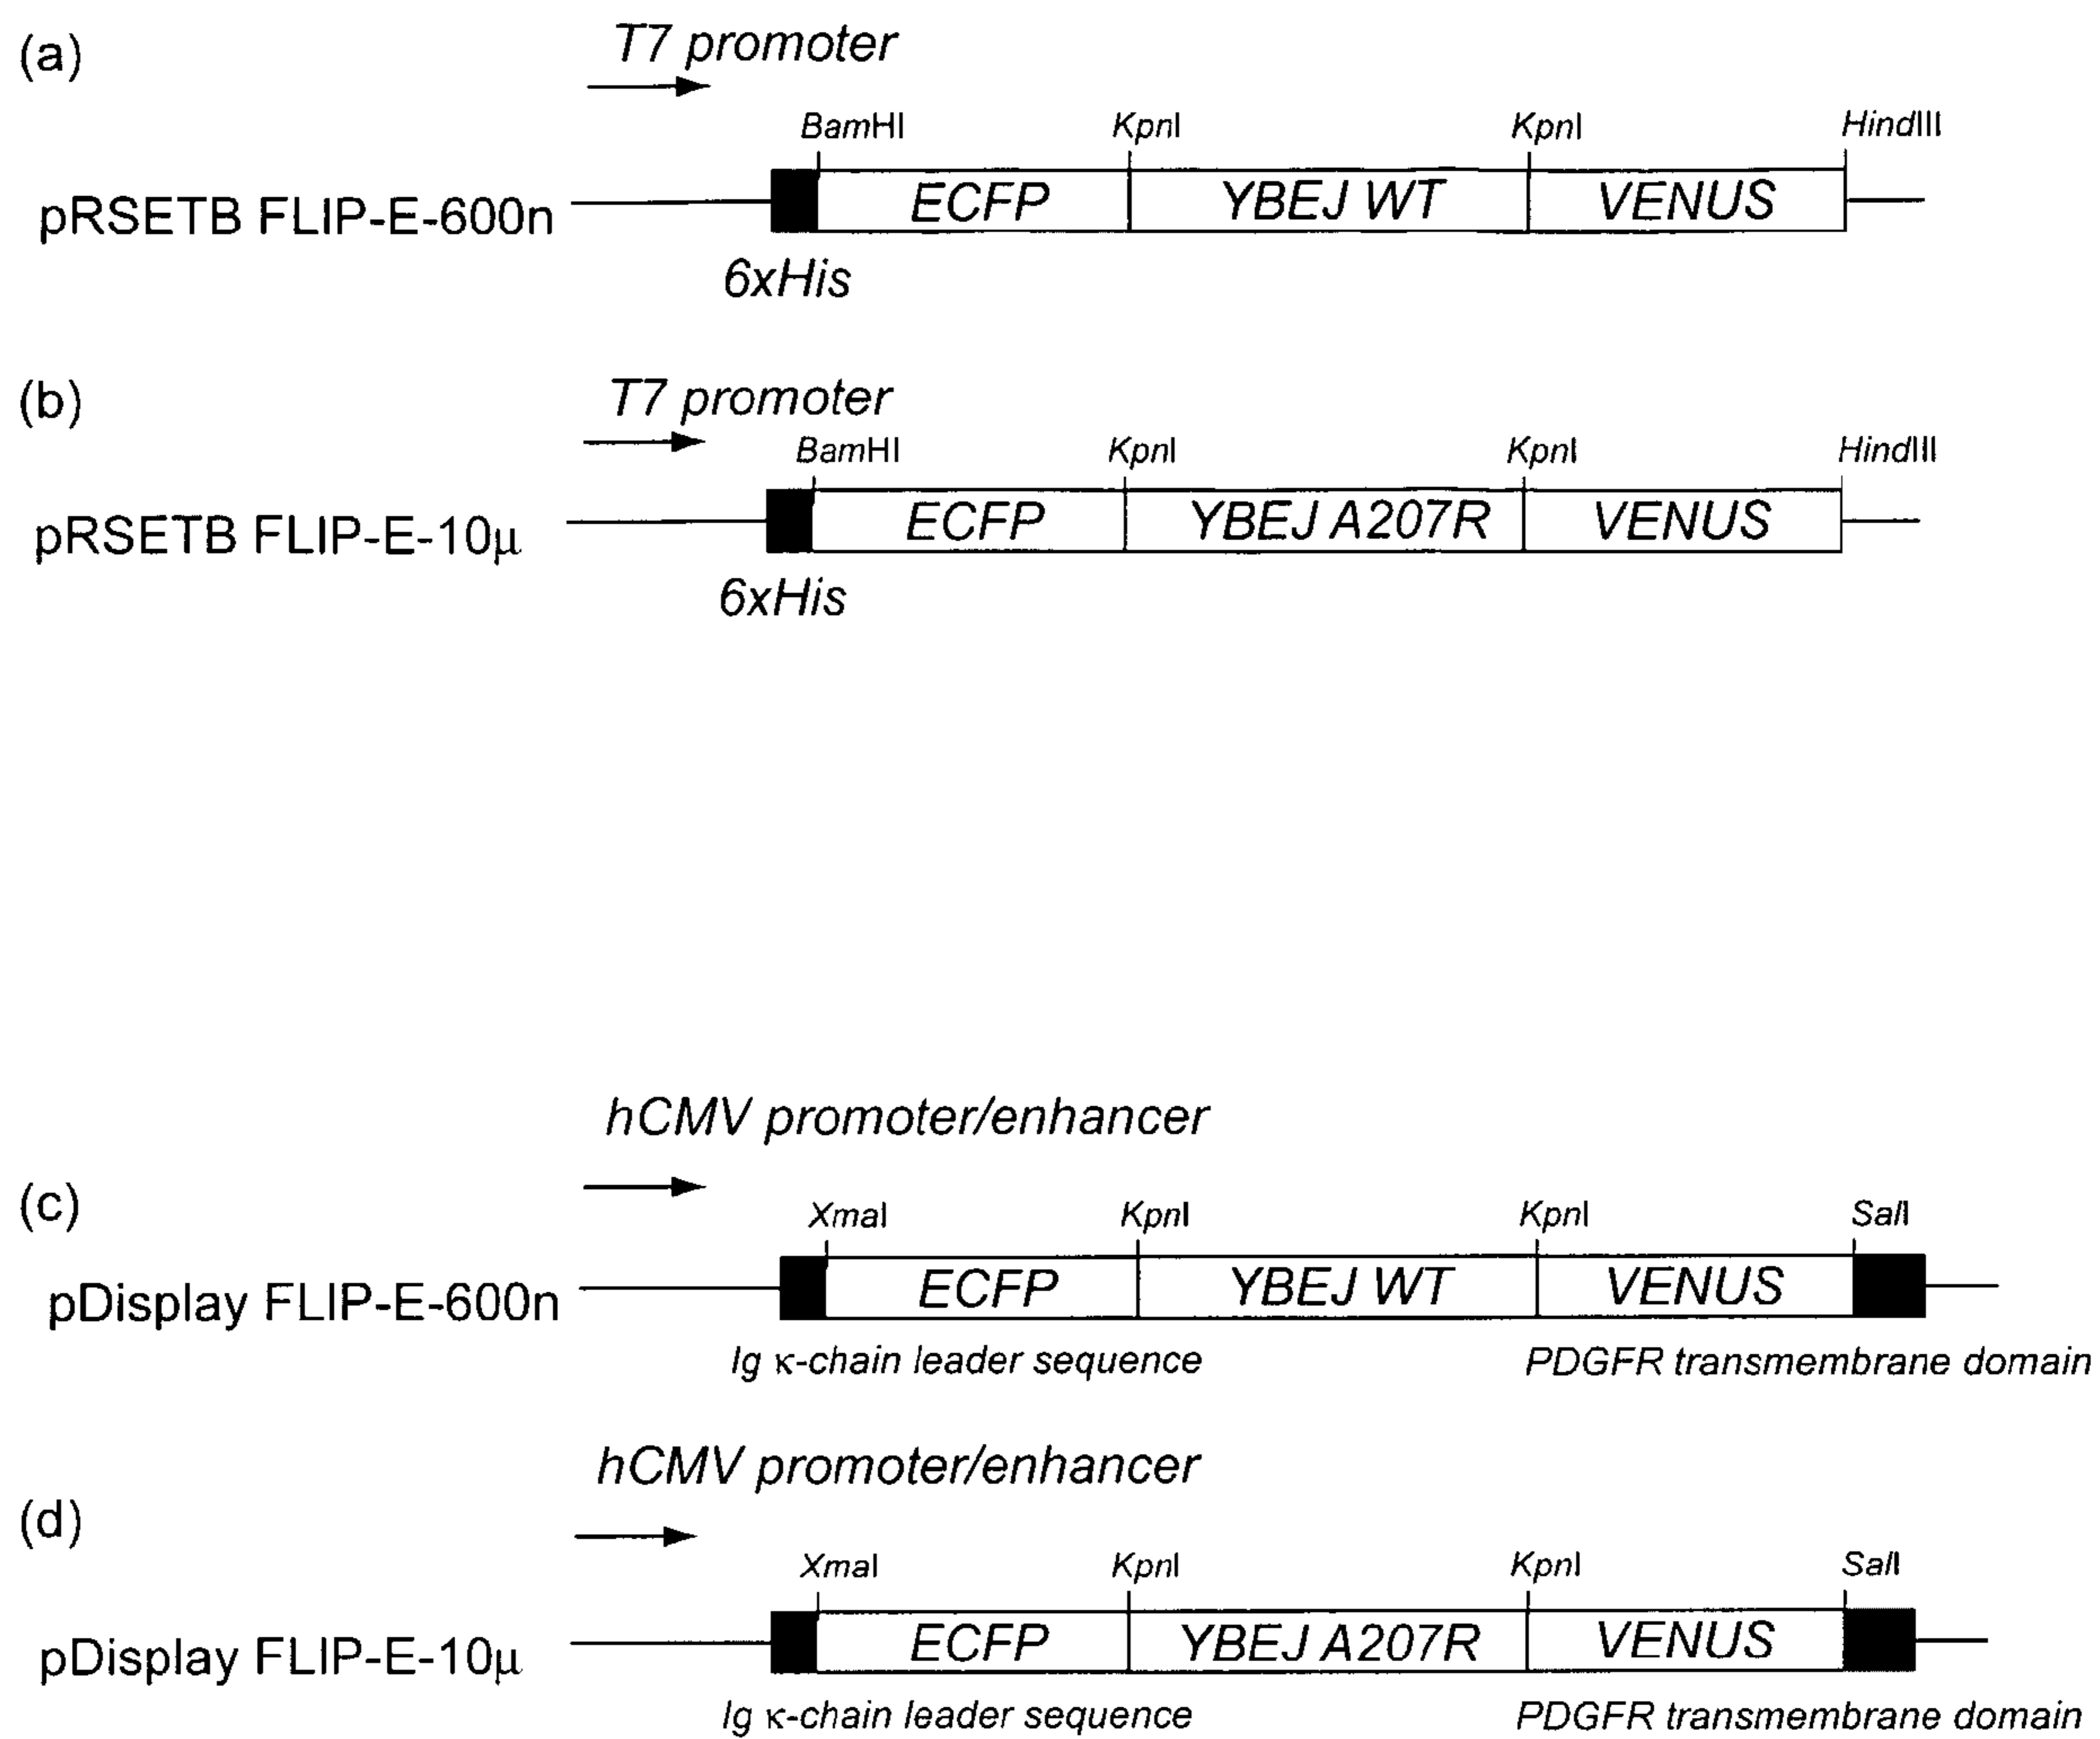 (a)
T7 promoter
BamHI KpnI KpnI HindIII
pRSETB FLIP-E-600n ECFP YBEJ WT VENUS
6xHis
(b)
T7 promoter
BamHI KpnI KpnI HindIII
pRSETB FLIP-E-10μ ECFP YBEJ A207R VENUS
6xHis
hCMV promoter/enhancer
(c)
XmaI KpnI KpnI SalI
pDisplay FLIP-E-600n ECFP YBEJ WT VENUS
Ig κ-chain leader sequence PDGFR transmembrane domain
hCMV promoter/enhancer
(d)
XmaI KpnI KpnI SalI
pDisplay FLIP-E-10μ ECFP YBEJ A207R VENUS
Ig κ-chain leader sequence PDGFR transmembrane domain